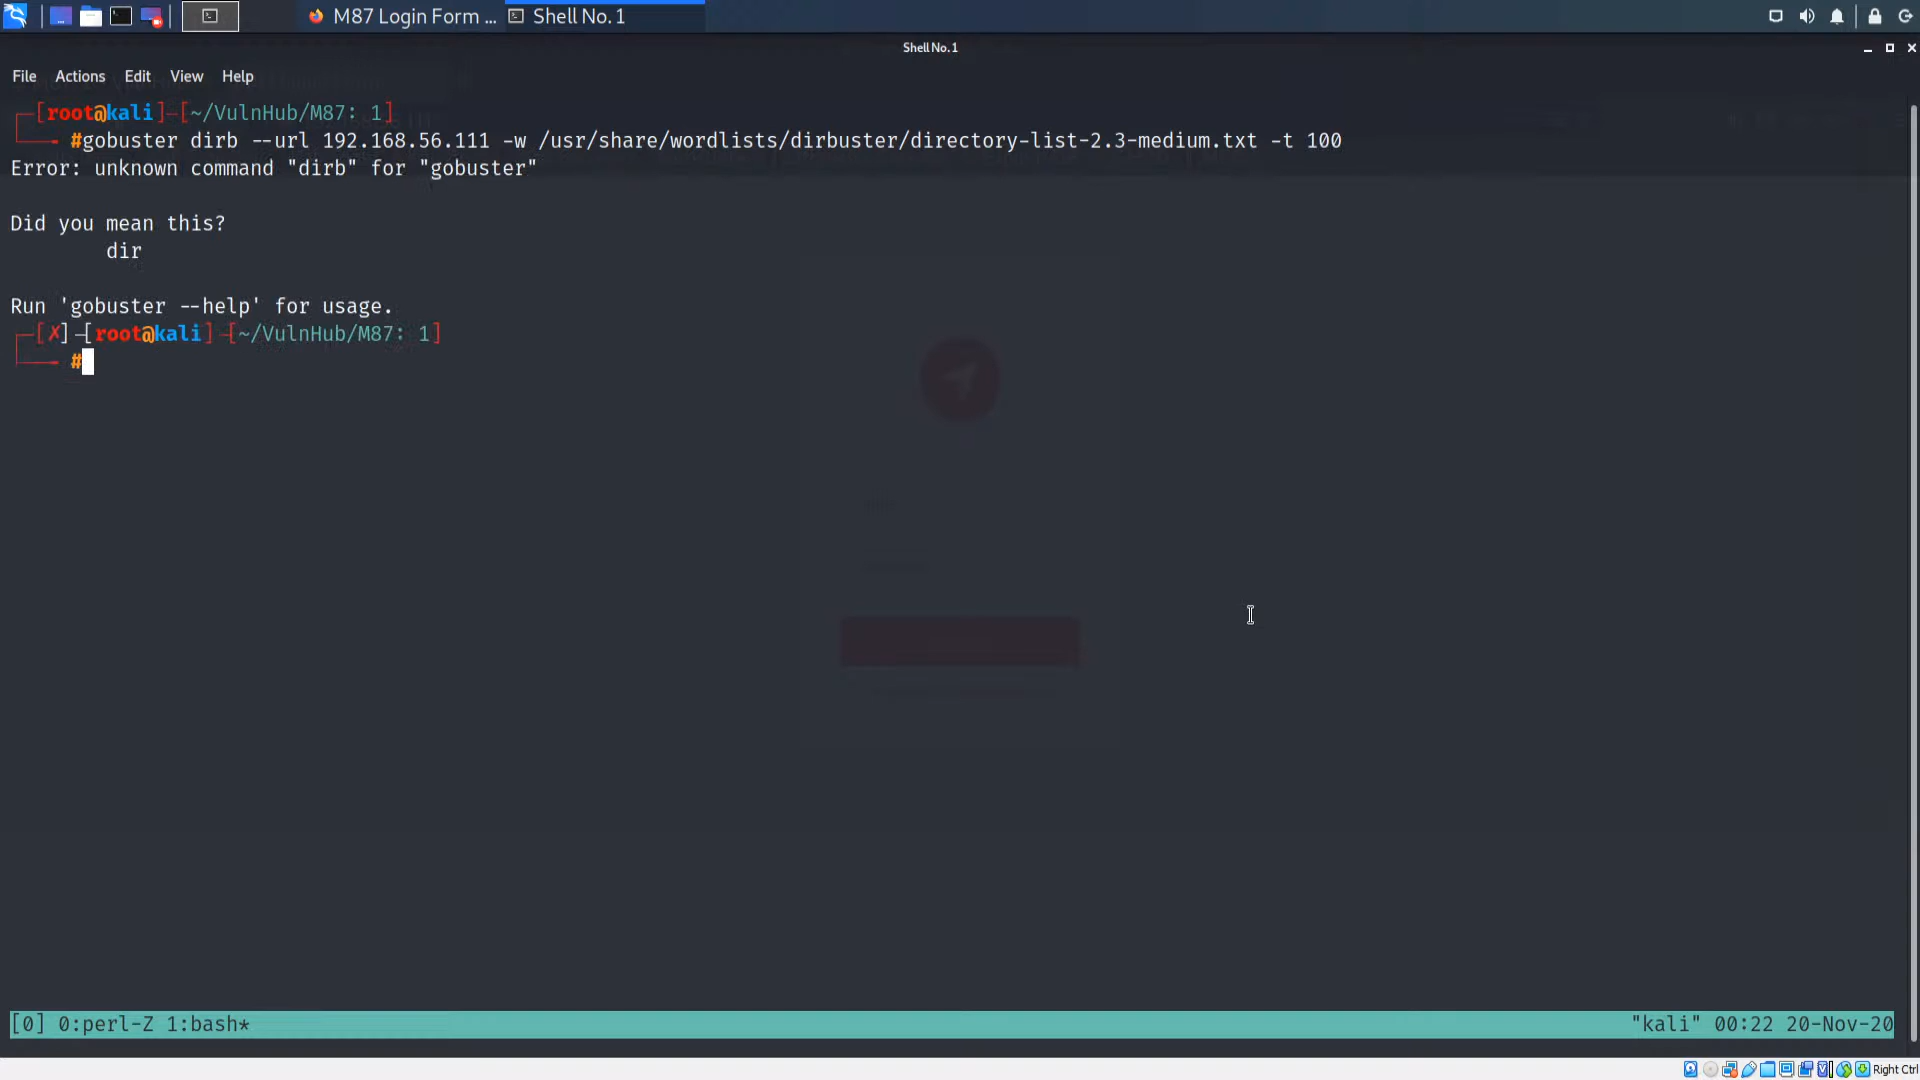 M87 Login Form ... Shell No. 1
Shell No. 1
File Actions Edit View Help
[root@kali]-[~/VulnHub/M87: 1]
#gobuster dirb --url 192.168.56.111 -w /usr/share/wordlists/dirbuster/directory-list-2.3-medium.txt -t 100
Error: unknown command "dirb" for "gobuster"
Did you mean this?
dir
Run 'gobuster --help' for usage.
[✗]-[root@kali]-[~/VulnHub/M87: 1]
#
[0] 0:perl-Z 1:bash* "kali" 00:22 20-Nov-20
Right Ctrl